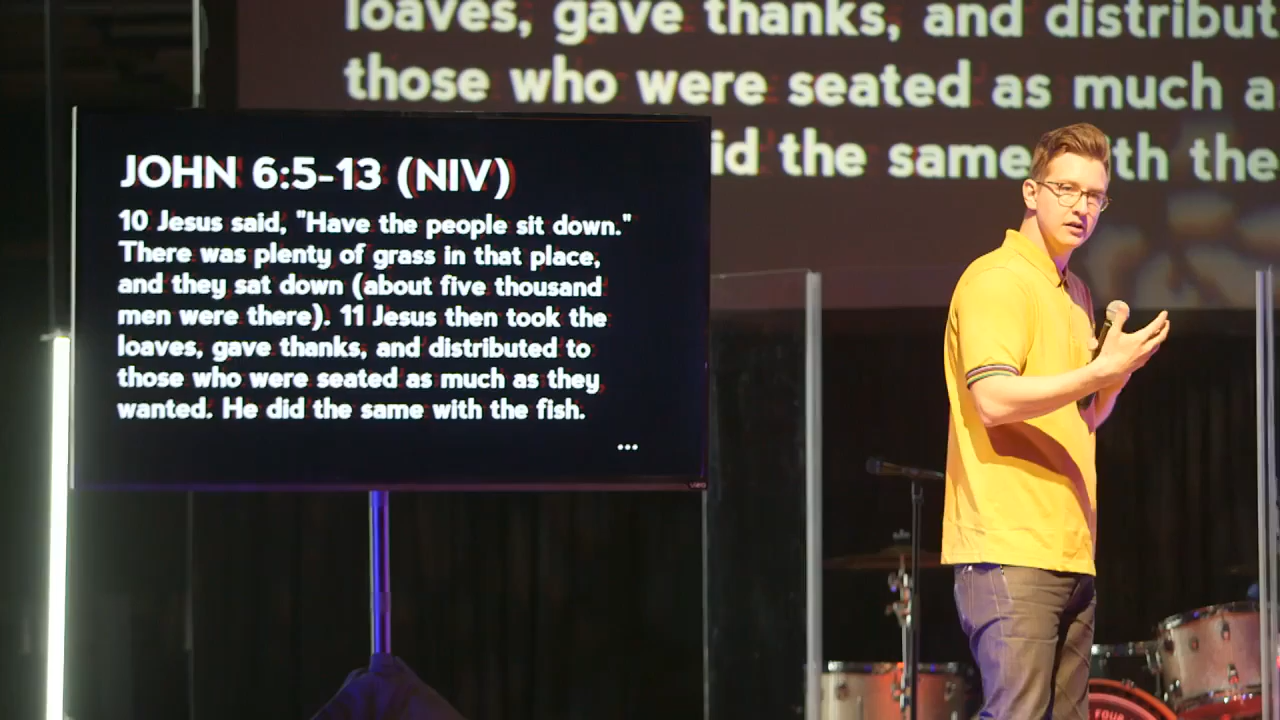 loaves, gave thanks, and distribut
those who were seated as much a
id the same th the
JOHN 6:5-13 (NIV)
10 Jesus said, "Have the people sit down."
There was plenty of grass in that place,
and they sat down (about five thousand
men were there). 11 Jesus then took the
loaves, gave thanks, and distributed to
those who were seated as much as they
wanted. He did the same with the fish.
...
VIZIO
FOUR